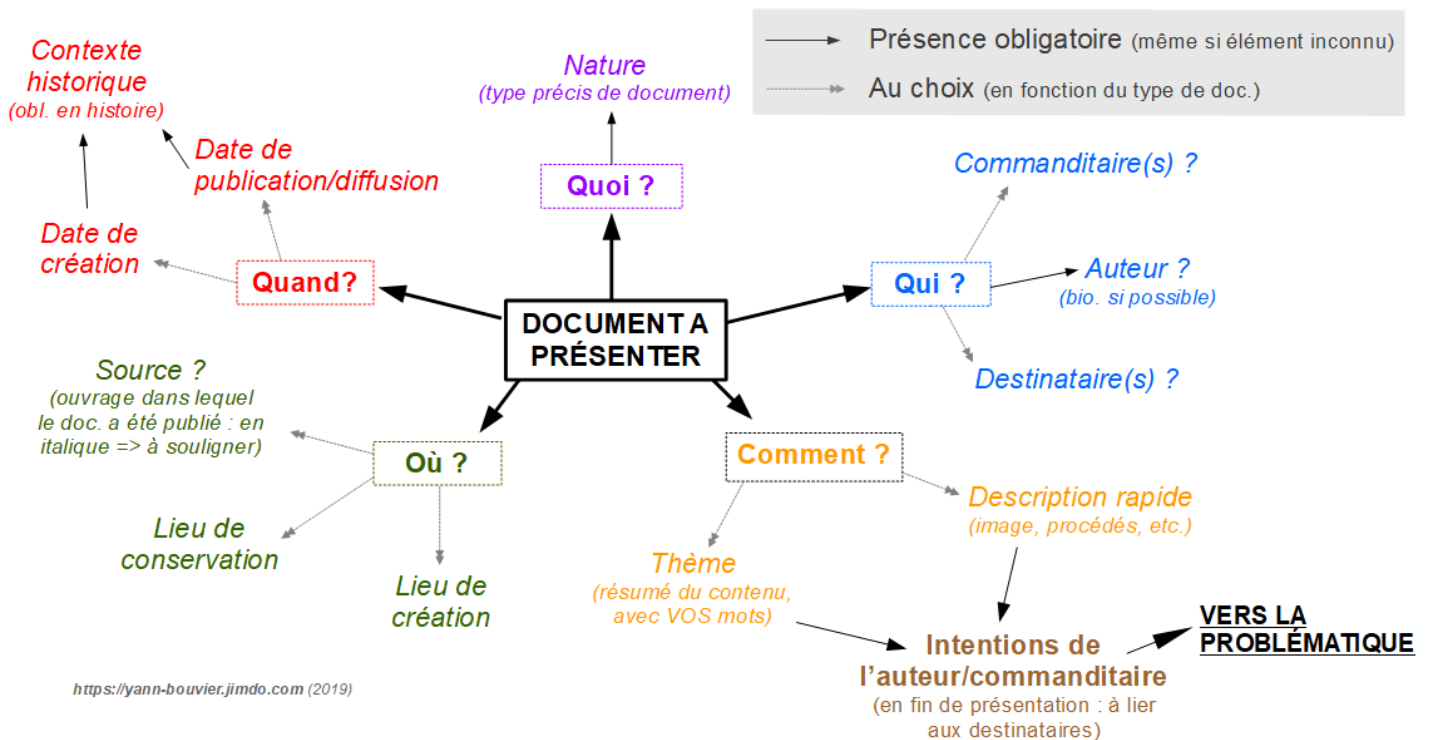 Présence obligatoire (même si élément inconnu)
Au choix (en fonction du type de doc.)
Contexte
historique
(obl. en histoire)
Date de
publication/diffusion
Date de
création
Quand?
Nature
(type précis de document)
Quoi ?
Commanditaire(s) ?
Auteur ?
(bio. si possible)
Qui ?
Destinataire(s) ?
DOCUMENT A
PRÉSENTER
Source ?
(ouvrage dans lequel
le doc. a été publié : en
italique => à souligner)
Où ?
Lieu de
conservation
Lieu de
création
Comment ?
Description rapide
(image, procédés, etc.)
Thème
(résumé du contenu,
avec VOS mots)
Intentions de
l'auteur/commanditaire
(en fin de présentation : à lier
aux destinataires)
VERS LA
PROBLÉMATIQUE
https://yann-bouvier.jimdo.com (2019)